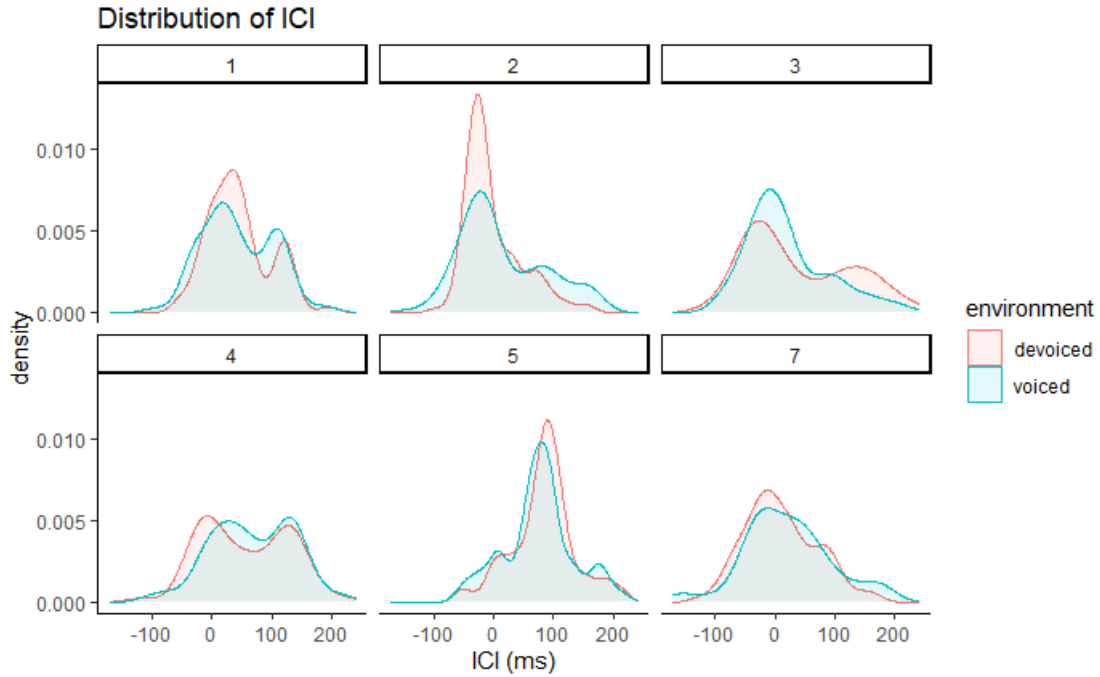 Distribution of ICI
1 2 3
0.010
0.005
0.000
density
4 5 7
0.010
0.005
0.000
-100 0 100 200 -100 0 100 200 -100 0 100 200
ICI (ms)
environment
devoiced
voiced